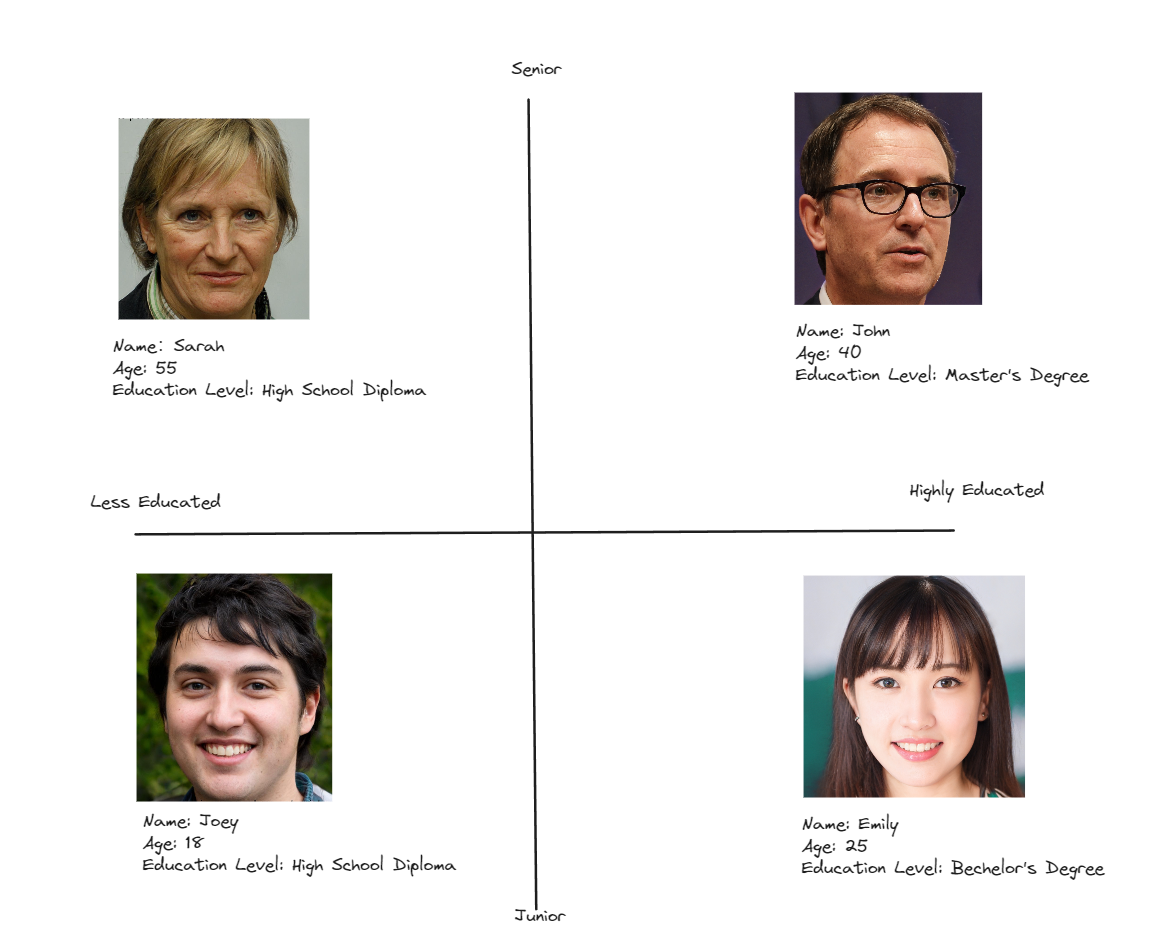 Senior
Name: Sarah
Age: 55
Education Level: High School Diploma
Name: John
Age: 40
Education Level: Master's Degree
Less Educated
Highly Educated
Name: Joey
Age: 18
Education Level: High School Diploma
Name: Emily
Age: 25
Education Level: Bechelor's Degree
Junior